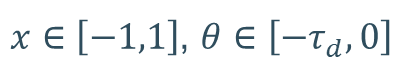 x ∈ [−1,1], θ ∈ [−τ_d, 0]